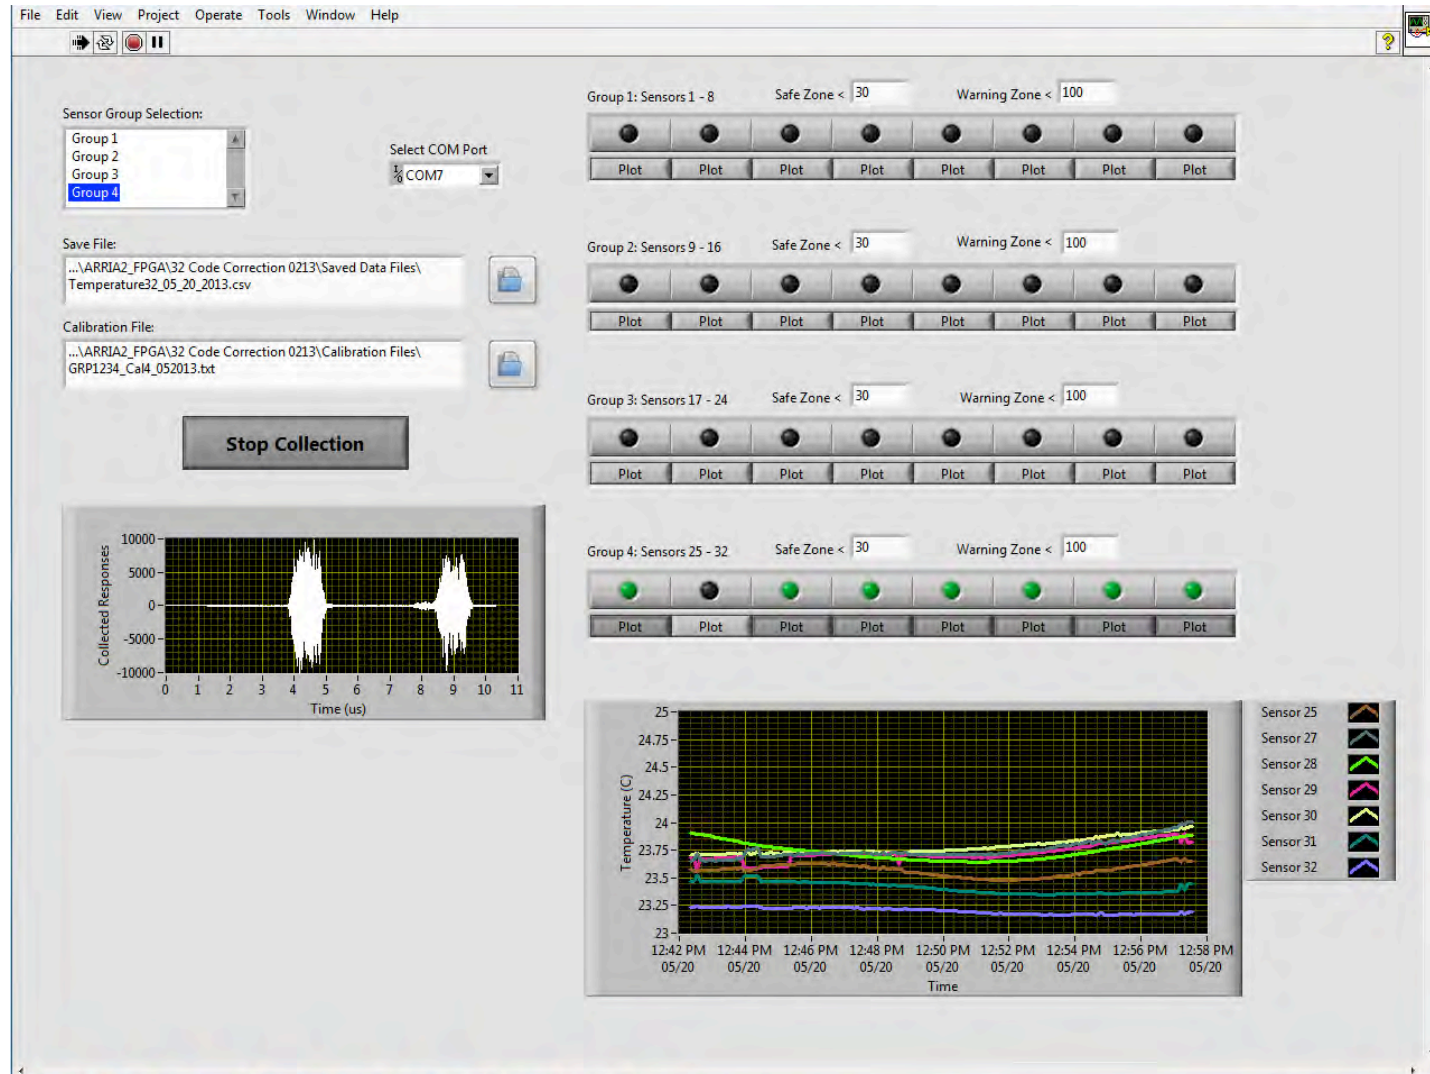 File Edit View Project Operate Tools Window Help
Sensor Group Selection:
Group 1
Group 2
Group 3
Group 4
Select COM Port
COM7
Save File:
...\ARRIA2_FPGA\32 Code Correction 0213\Saved Data Files\
Temperature32_05_20_2013.csv
Calibration File:
...\ARRIA2_FPGA\32 Code Correction 0213\Calibration Files\
GRP1234_Cal4_052013.txt
Stop Collection
Collected Responses
10000
5000
0
-5000
-10000
0 1 2 3 4 5 6 7 8 9 10 11
Time (us)
Group 1: Sensors 1 - 8 Safe Zone < 30 Warning Zone < 100
Plot Plot Plot Plot Plot Plot Plot Plot
Group 2: Sensors 9 - 16 Safe Zone < 30 Warning Zone < 100
Plot Plot Plot Plot Plot Plot Plot Plot
Group 3: Sensors 17 - 24 Safe Zone < 30 Warning Zone < 100
Plot Plot Plot Plot Plot Plot Plot Plot
Group 4: Sensors 25 - 32 Safe Zone < 30 Warning Zone < 100
Plot Plot Plot Plot Plot Plot Plot Plot
Temperature (C)
25
24.75
24.5
24.25
24
23.75
23.5
23.25
23
12:42 PM 12:44 PM 12:46 PM 12:48 PM 12:50 PM 12:52 PM 12:54 PM 12:56 PM 12:58 PM
05/20 05/20 05/20 05/20 05/20 05/20 05/20 05/20 05/20
Time
Sensor 25
Sensor 27
Sensor 28
Sensor 29
Sensor 30
Sensor 31
Sensor 32